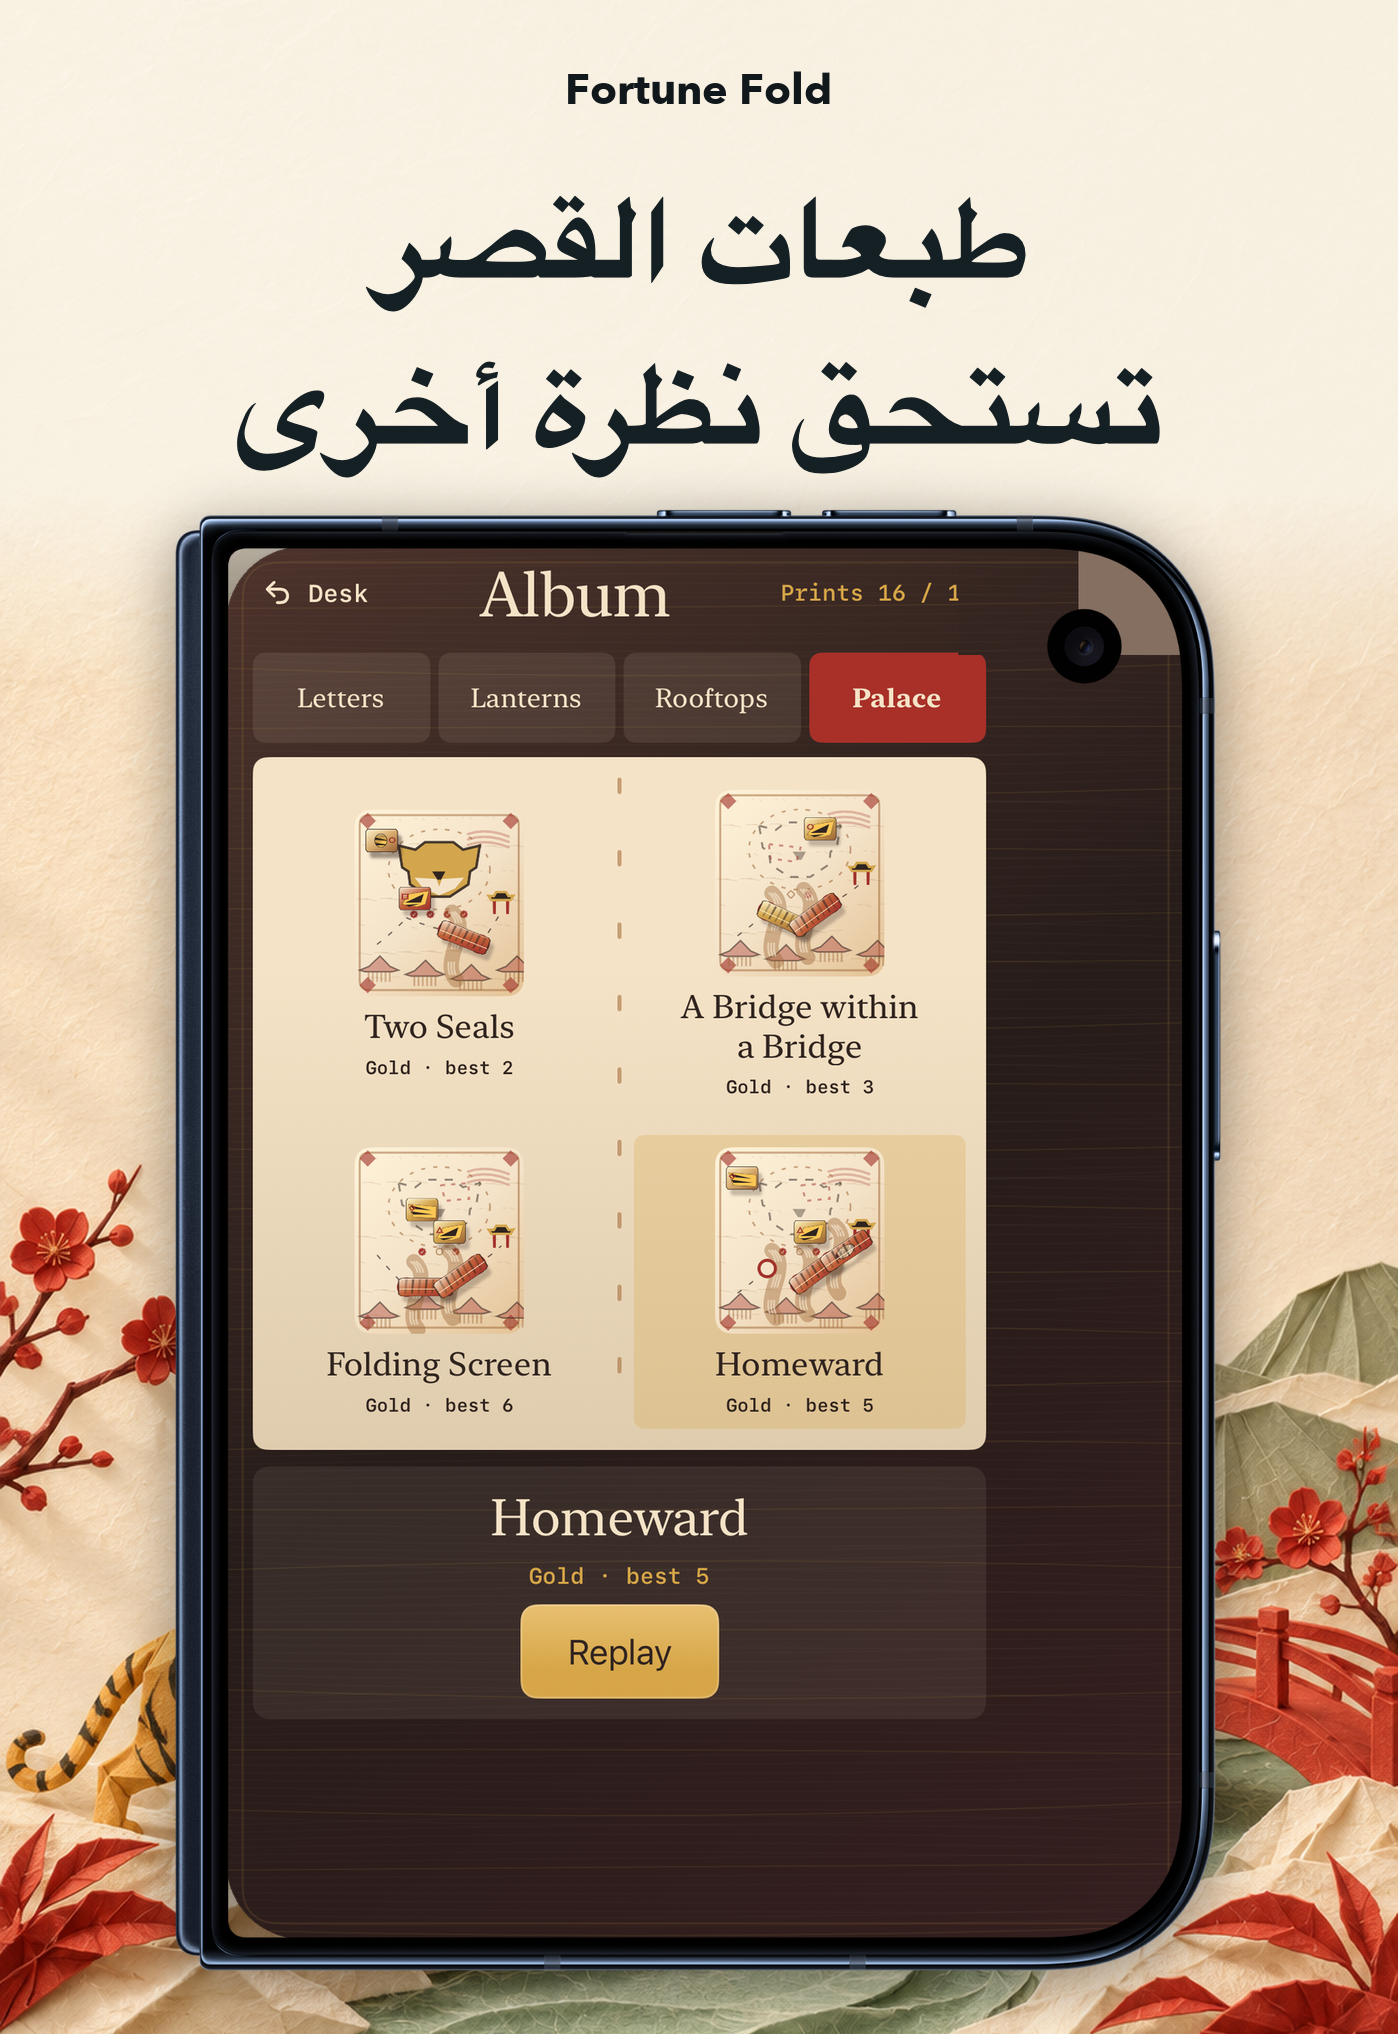 Fortune Fold
طبعات القصر
تستحق نظرة أخرى
Desk
Album
Prints 16 / 1
Letters
Lanterns
Rooftops
Palace
Two Seals
Gold · best 2
A Bridge within
a Bridge
Gold · best 3
Folding Screen
Gold · best 6
Homeward
Gold · best 5
Homeward
Gold · best 5
Replay